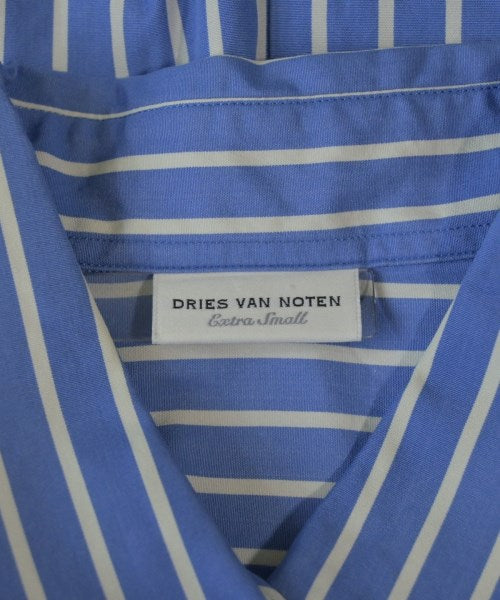 DRIES VAN NOTEN
Extra Small